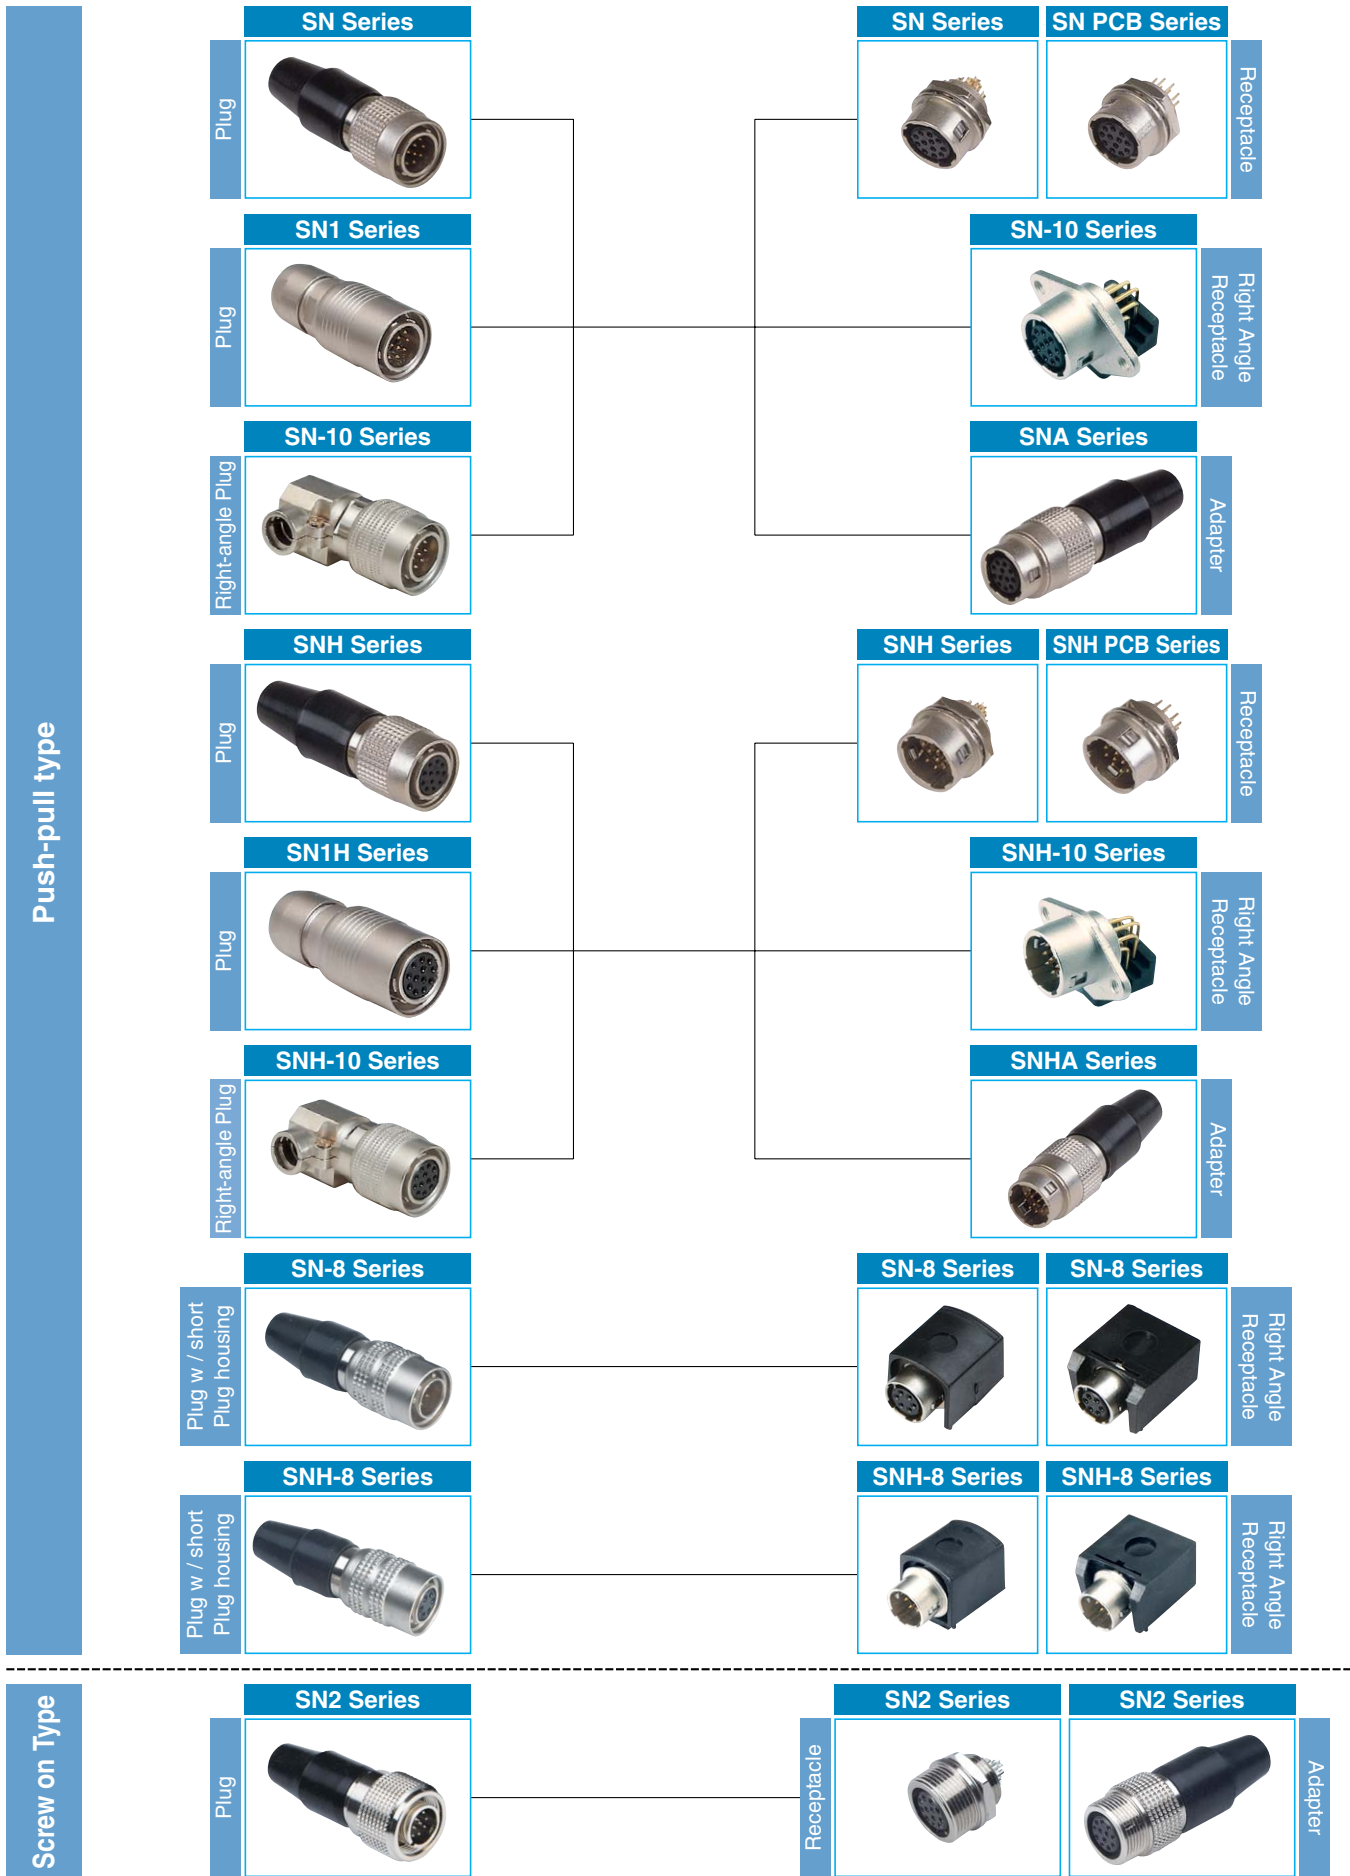 Push-pull type
SN Series
SN Series
SN PCB Series
Plug
Receptacle
SN1 Series
SN-10 Series
Plug
Right Angle
Receptacle
SN-10 Series
SNA Series
Right-angle Plug
Adapter
SNH Series
SNH Series
SNH PCB Series
Plug
Receptacle
SN1H Series
SNH-10 Series
Plug
Right Angle
Receptacle
SNH-10 Series
SNHA Series
Right-angle Plug
Adapter
SN-8 Series
SN-8 Series
SN-8 Series
Plug w / short
Plug housing
Right Angle
Receptacle
SNH-8 Series
SNH-8 Series
SNH-8 Series
Plug w / short
Plug housing
Right Angle
Receptacle
Screw on Type
SN2 Series
SN2 Series
SN2 Series
Plug
Receptacle
Adapter